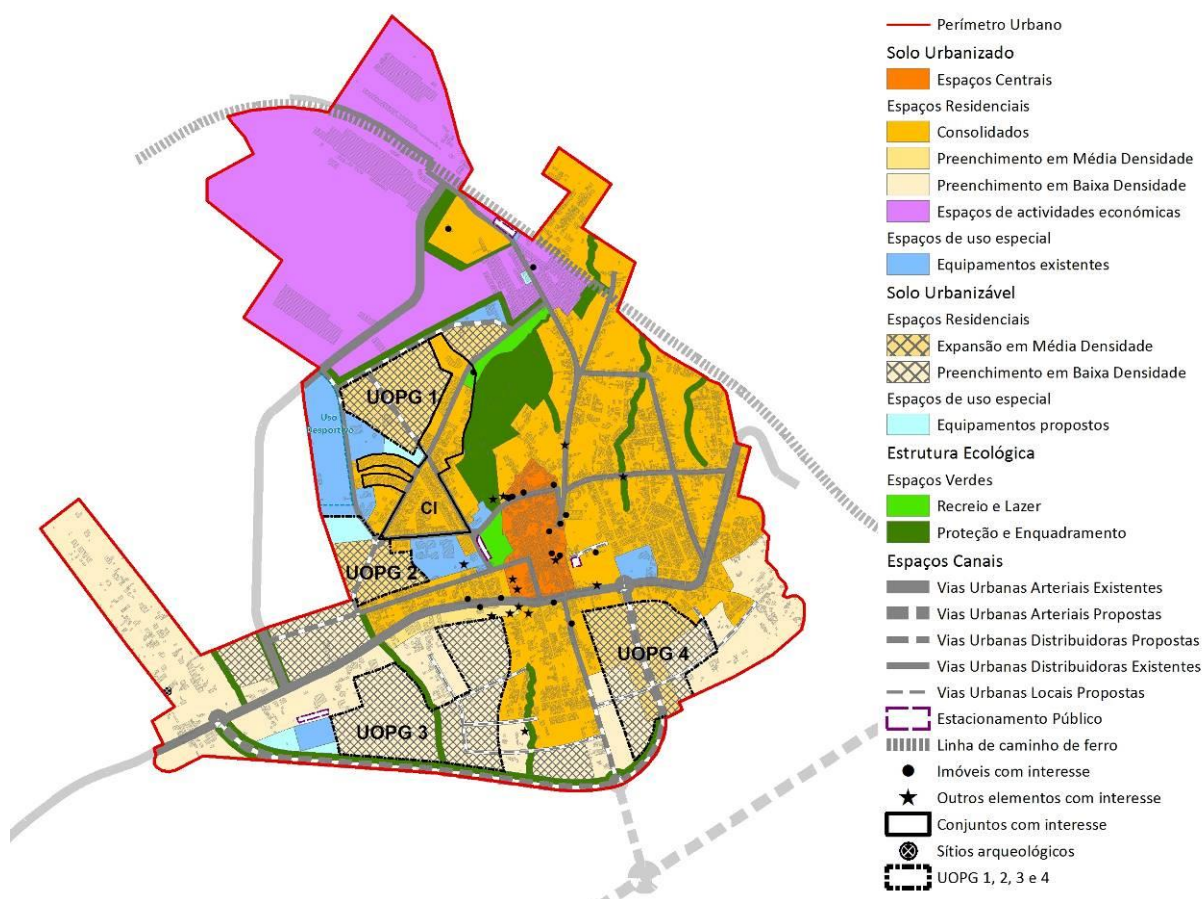 UOPG 1
Uso
Desportivo
CI
UOPG 2
UOPG 4
UOPG 3
Perímetro Urbano
Solo Urbanizado
Espaços Centrais
Espaços Residenciais
Consolidados
Preenchimento em Média Densidade
Preenchimento em Baixa Densidade
Espaços de actividades económicas
Espaços de uso especial
Equipamentos existentes
Solo Urbanizável
Espaços Residenciais
Expansão em Média Densidade
Preenchimento em Baixa Densidade
Espaços de uso especial
Equipamentos propostos
Estrutura Ecológica
Espaços Verdes
Recreio e Lazer
Proteção e Enquadramento
Espaços Canais
Vias Urbanas Arteriais Existentes
Vias Urbanas Arteriais Propostas
Vias Urbanas Distribuidoras Propostas
Vias Urbanas Distribuidoras Existentes
Vias Urbanas Locais Propostas
Estacionamento Público
Linha de caminho de ferro
Imóveis com interesse
Outros elementos com interesse
Conjuntos com interesse
Sítios arqueológicos
UOPG 1, 2, 3 e 4